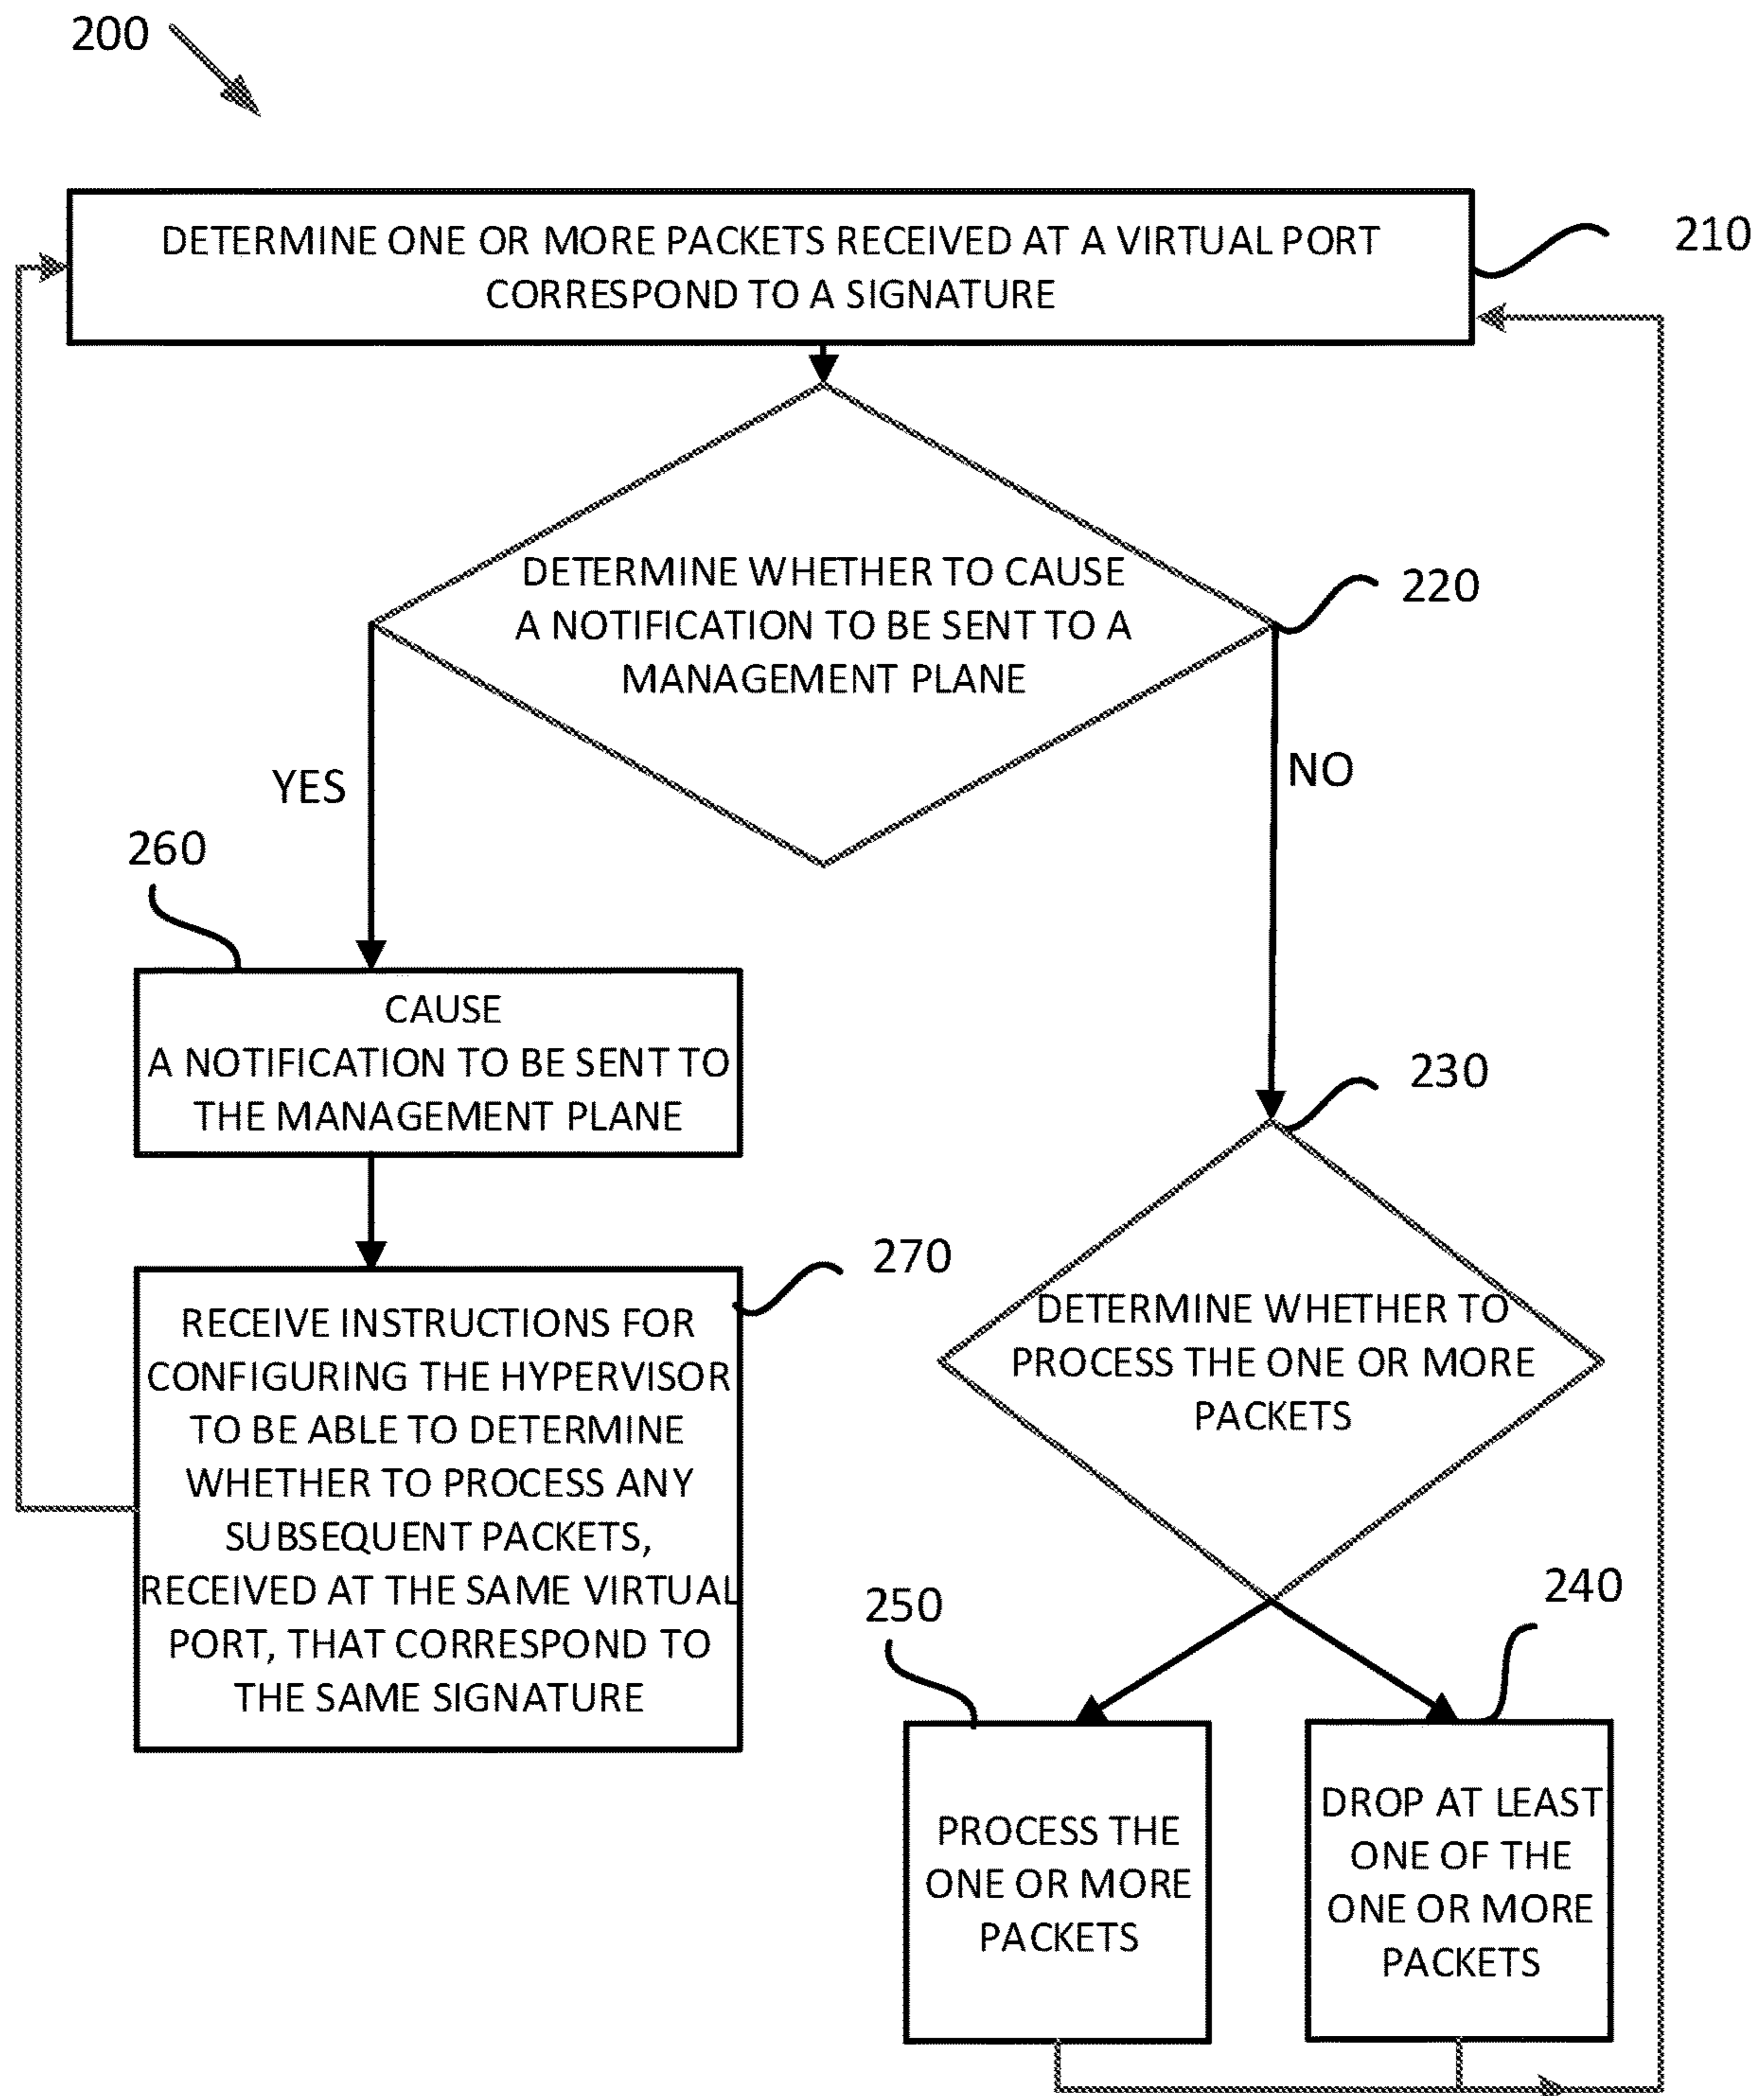 200
DETERMINE ONE OR MORE PACKETS RECEIVED AT A VIRTUAL PORT
CORRESPOND TO A SIGNATURE
210
DETERMINE WHETHER TO CAUSE
A NOTIFICATION TO BE SENT TO A
MANAGEMENT PLANE
220
YES
NO
260
CAUSE
A NOTIFICATION TO BE SENT TO
THE MANAGEMENT PLANE
230
270
RECEIVE INSTRUCTIONS FOR
CONFIGURING THE HYPERVISOR
TO BE ABLE TO DETERMINE
WHETHER TO PROCESS ANY
SUBSEQUENT PACKETS,
RECEIVED AT THE SAME VIRTUAL
PORT, THAT CORRESPOND TO
THE SAME SIGNATURE
DETERMINE WHETHER TO
PROCESS THE ONE OR MORE
PACKETS
250
240
PROCESS THE
ONE OR MORE
PACKETS
DROP AT LEAST
ONE OF THE
ONE OR MORE
PACKETS